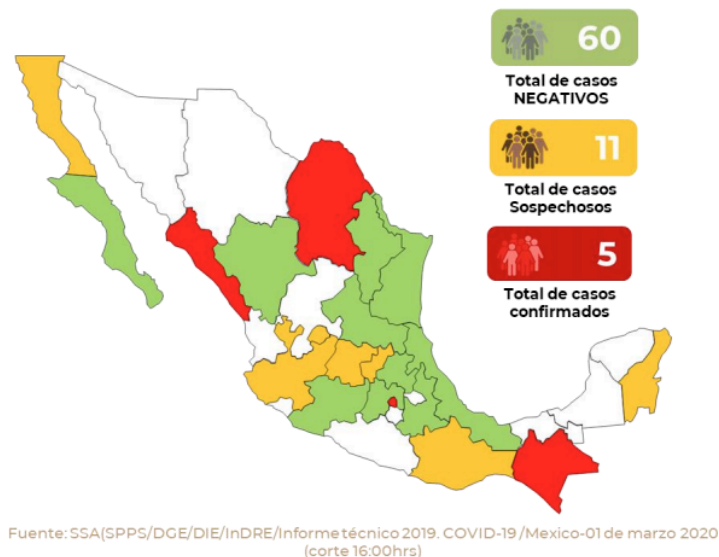 60
Total de casos
NEGATIVOS
11
Total de casos
Sospechosos
5
Total de casos
confirmados
Fuente: SSA(SPPS/DGE/DIE/InDRE/Informe técnico 2019. COVID-19 /Mexico-01 de marzo 2020
(corte 16:00hrs)